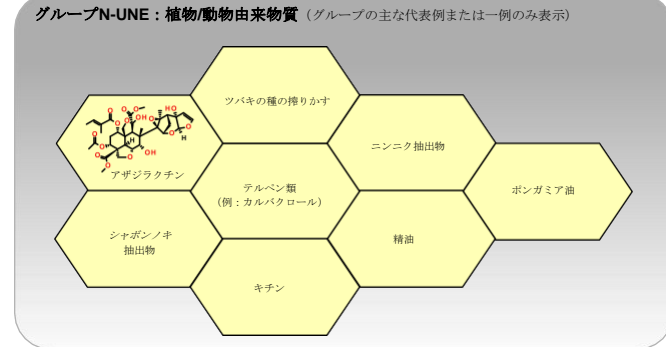 グループN-UNE：植物/動物由来物質（グループの主な代表例または一例のみ表示）
ツバキの種の搾りかす
アザジラクチン
ニンニク抽出物
テルペン類
（例：カルバクロール）
ポンガミア油
シャボンノキ
抽出物
精油
キチン